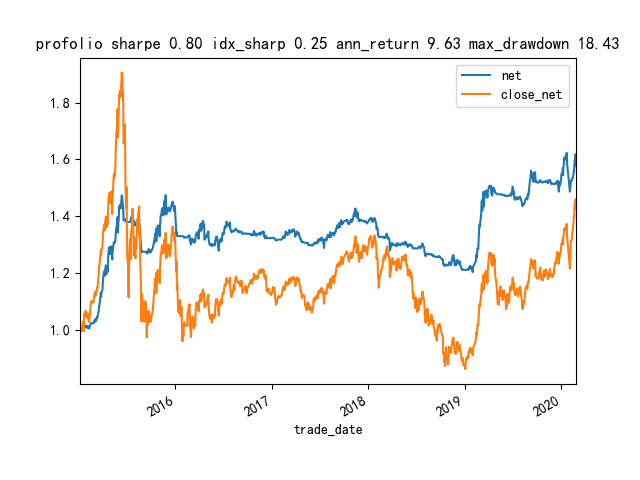 profolio sharpe 0.80 idx_sharp 0.25 ann_return 9.63 max_drawdown 18.43
net
close_net
1.8
1.6
1.4
1.2
1.0
2016
2017
2018
2019
2020
trade_date